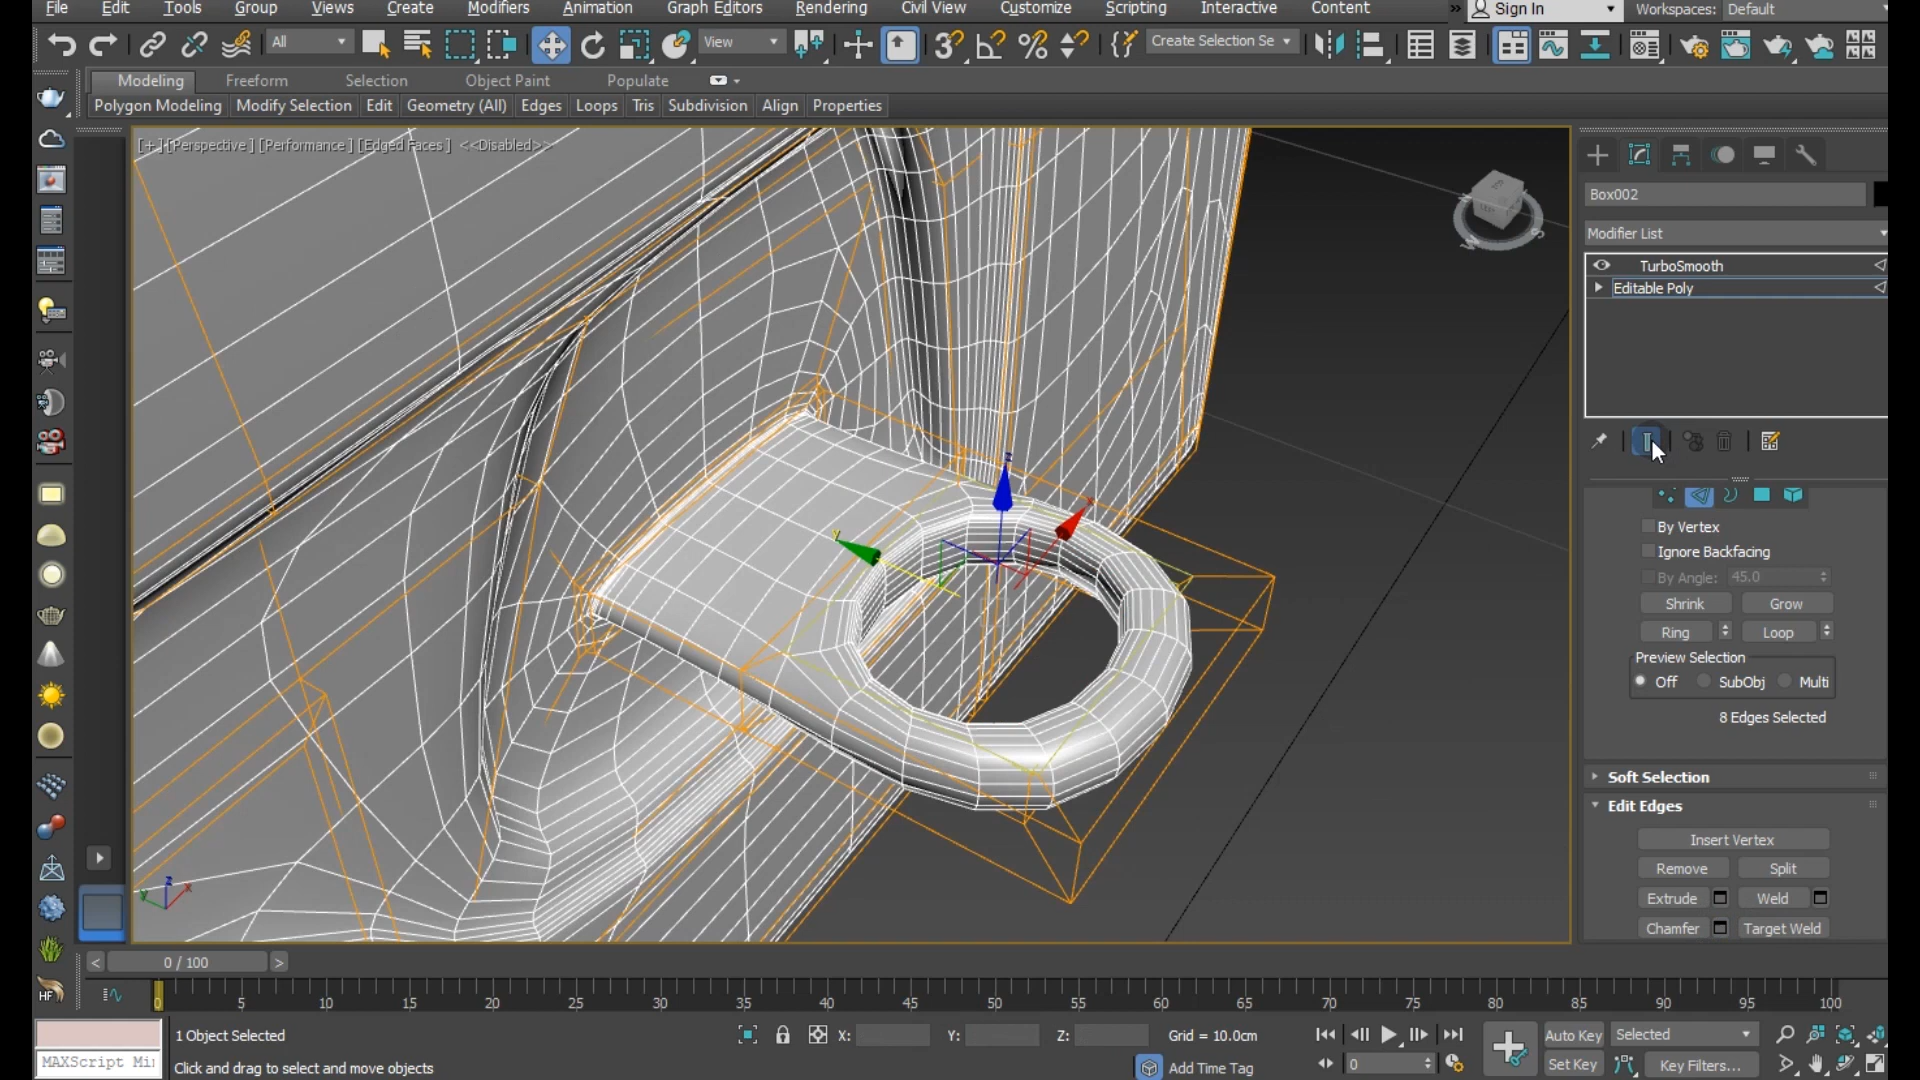 File Edit Tools Group Views Create Modifiers Animation Graph Editors Rendering Civil View Customize Scripting Interactive Content » Sign In Workspaces: Default
All View Create Selection Se
Modeling Freeform Selection Object Paint Populate
Polygon Modeling Modify Selection Edit Geometry (All) Edges Loops Tris Subdivision Align Properties
[+] [Perspective] [Performance] [Edged Faces] <<Disabled>>
Box002
Modifier List
TurboSmooth
Editable Poly
By Vertex
Ignore Backfacing
By Angle: 45.0
Shrink Grow
Ring Loop
Preview Selection
Off SubObj Multi
8 Edges Selected
Soft Selection
Edit Edges
Insert Vertex
Remove Split
Extrude Weld
Chamfer Target Weld
< 0 / 100 >
0 5 10 15 20 25 30 35 40 45 50 55 60 65 70 75 80 85 90 95 100
1 Object Selected X: Y: Z: Grid = 10.0cm Auto Key Selected
MAXScript Mi
Click and drag to select and move objects Add Time Tag 0 Set Key Key Filters...
HF